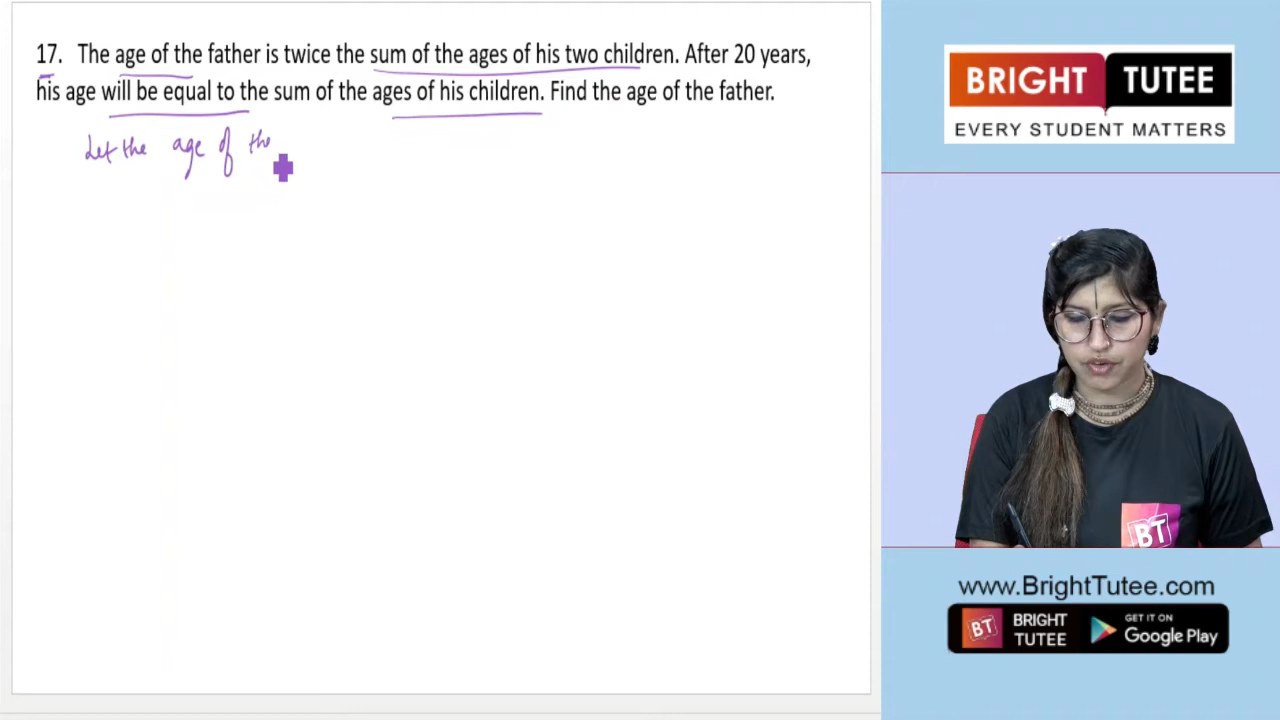 17. The age of the father is twice the sum of the ages of his two children. After 20 years,
his age will be equal to the sum of the ages of his children. Find the age of the father.
Let the age of the
BRIGHT TUTEE
EVERY STUDENT MATTERS
BT
www.BrightTutee.com
BT BRIGHT TUTEE
GET IT ON Google Play